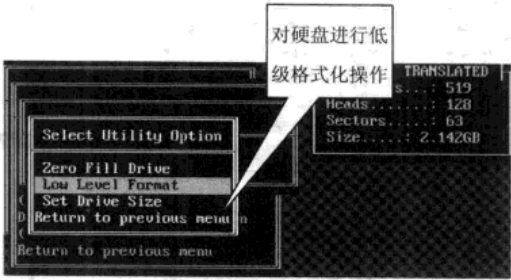 对硬盘进行低
级格式化操作
TRANSLATED
s...: 519
Heads......: 128
Sectors....: 63
Size.....: 2.142GB
Select Utility Option
Zero Fill Drive
Low Level Format
Set Drive Size
Return to previous menu
Return to previous menu